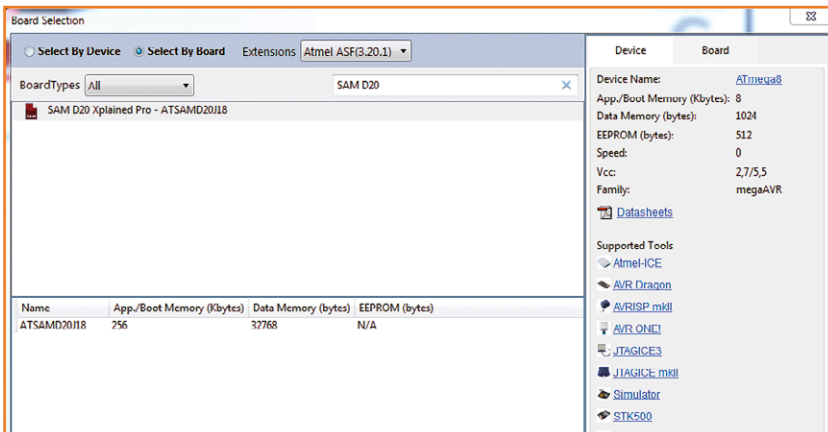 Board Selection
Select By Device Select By Board Extensions Atmel ASF(3.20.1)
BoardTypes All SAM D20
SAM D20 Xplained Pro - ATSAMD20J18
Name App./Boot Memory (Kbytes) Data Memory (bytes) EEPROM (bytes)
ATSAMD20J18 256 32768 N/A
Device Board
Device Name: ATmega8
App./Boot Memory (Kbytes): 8
Data Memory (bytes): 1024
EEPROM (bytes): 512
Speed: 0
Vcc: 2,7/5,5
Family: megaAVR
Datasheets
Supported Tools
Atmel-ICE
AVR Dragon
AVRISP mkII
AVR ONE!
JTAGICE3
JTAGICE mkII
Simulator
STK500